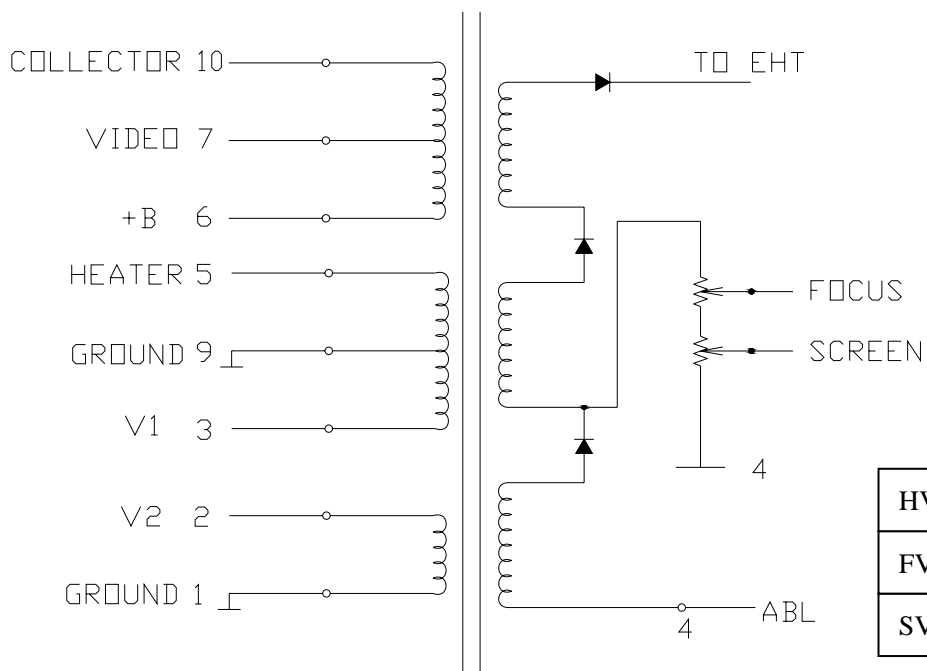 COLLECTOR 10
VIDEO 7
+B 6
HEATER 5
GROUND 9
V1 3
V2 2
GROUND 1
TO EHT
FOCUS
SCREEN
4
ABL
4
HV
FV
SV